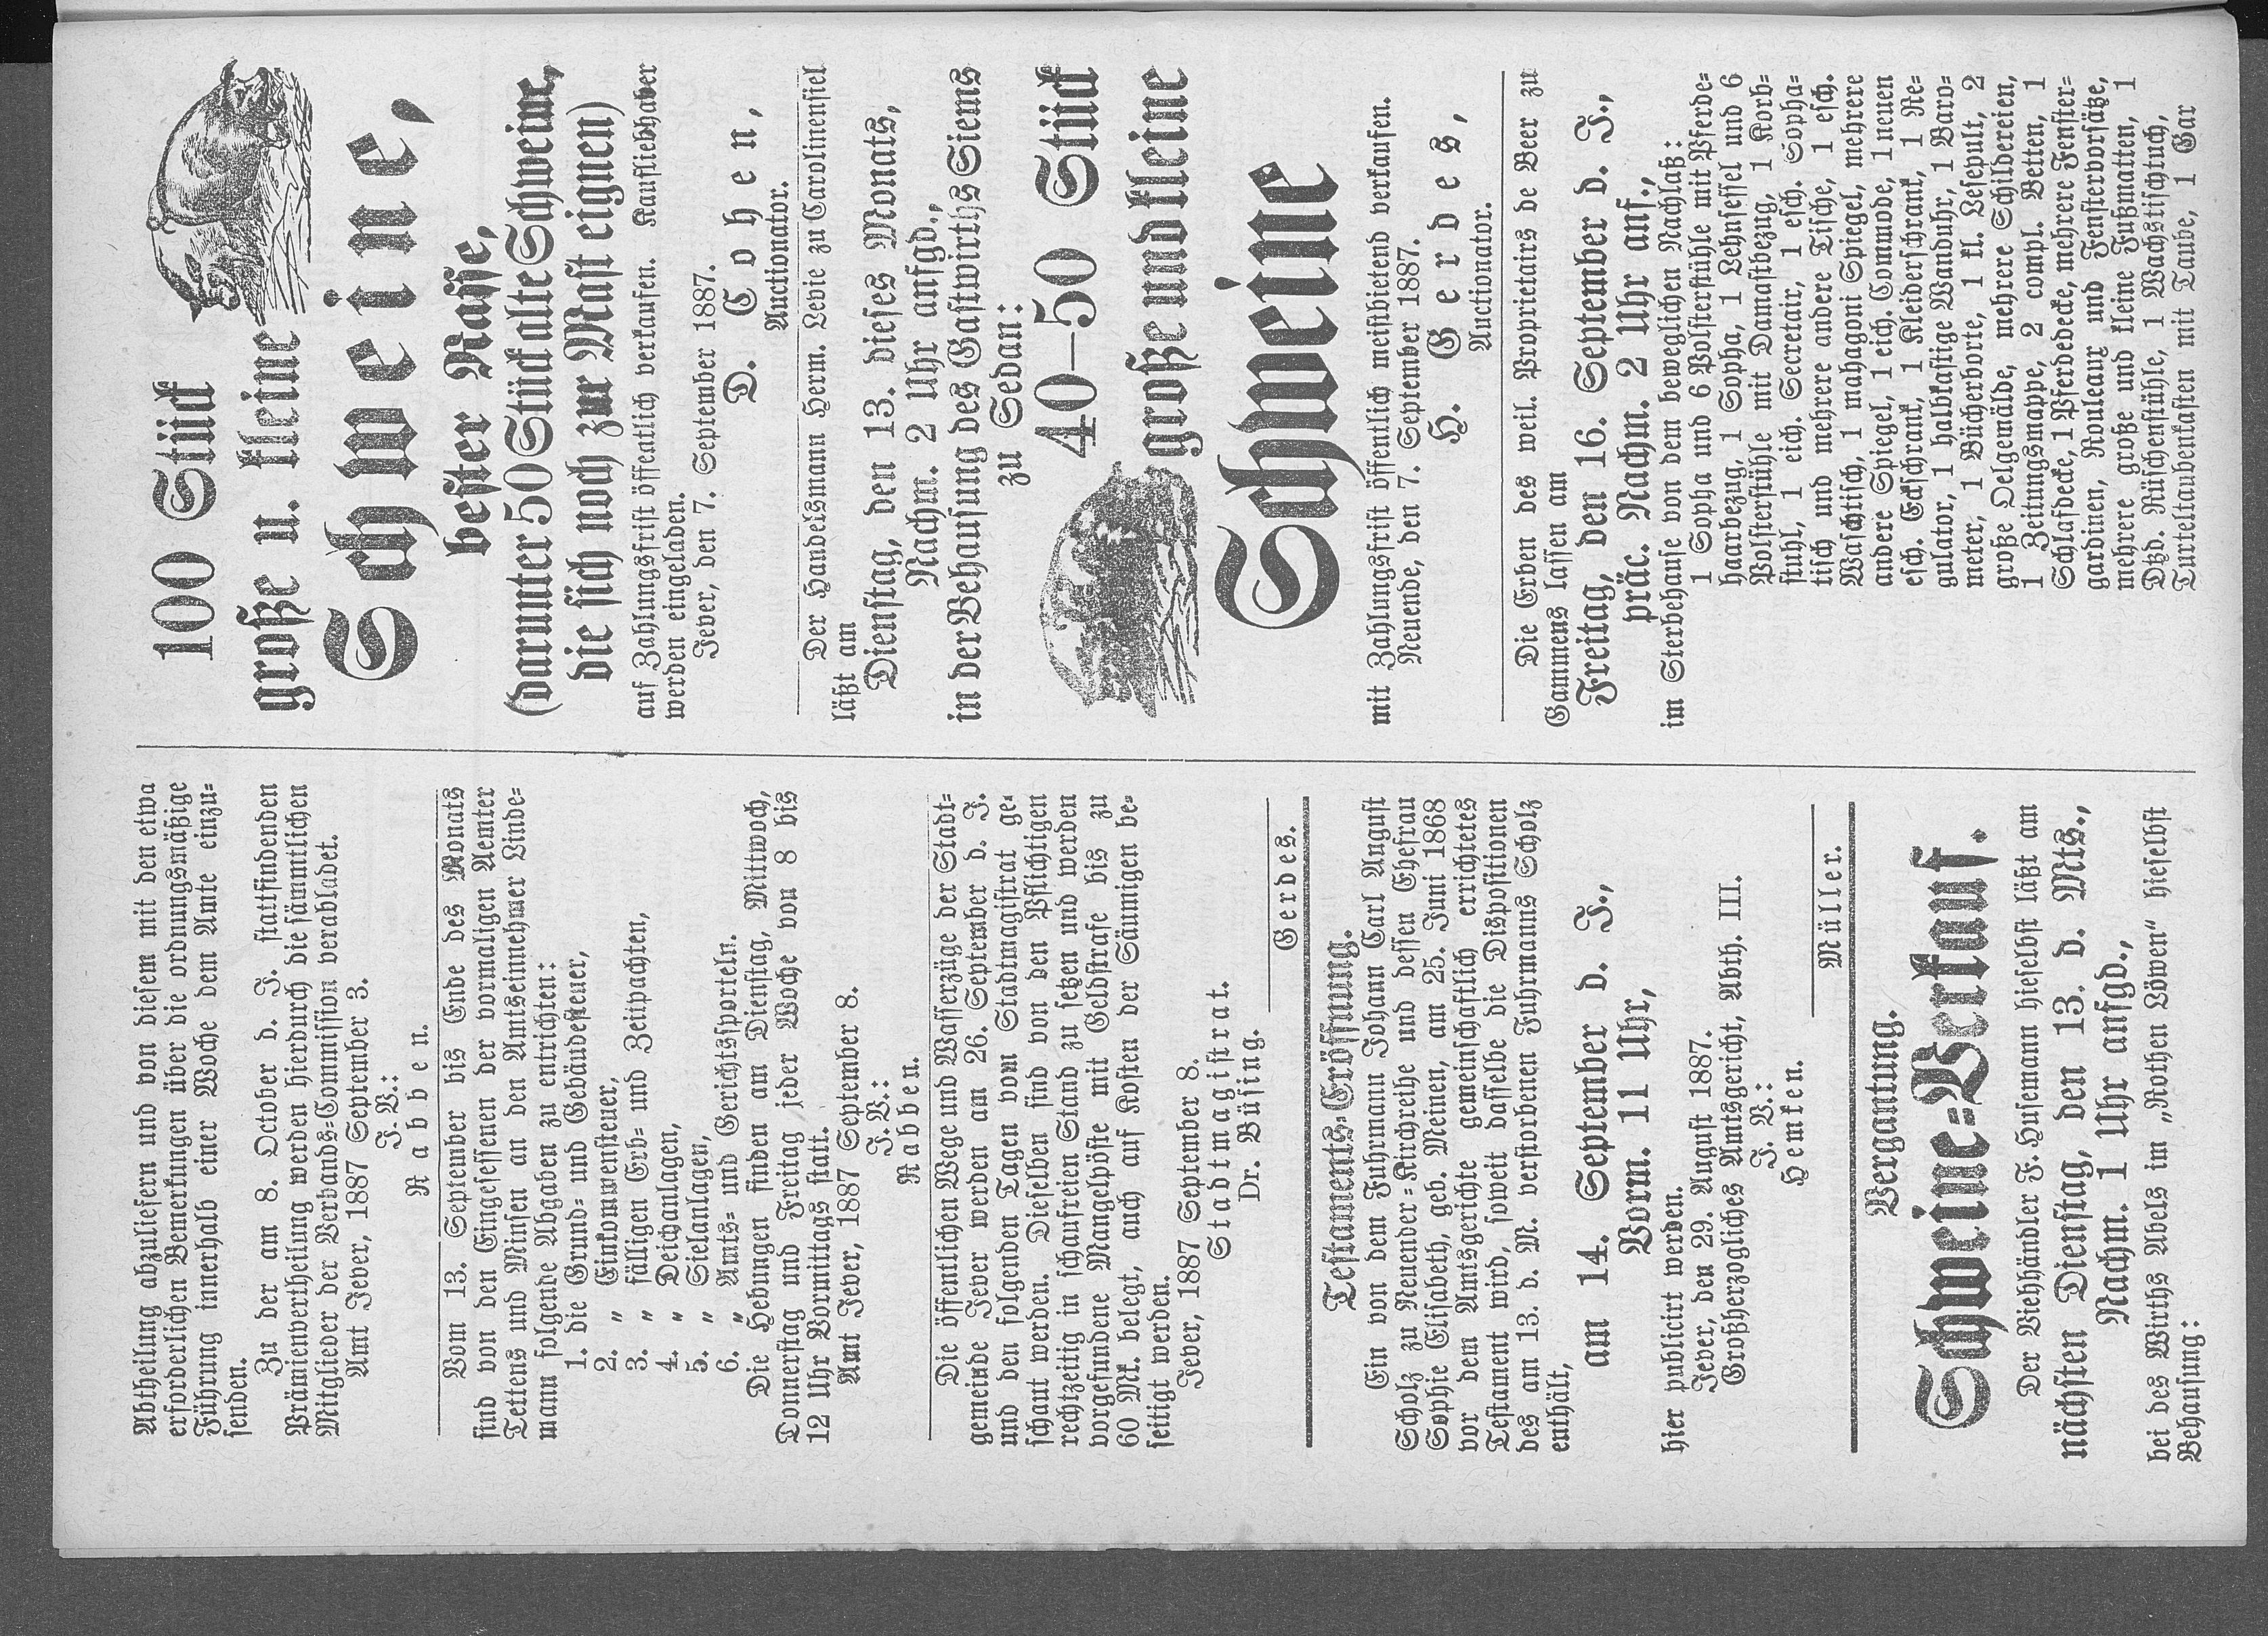 Abtheilung abzuliefern und von diesem mit den etwa
erforderlichen Bemerkungen über die ordnungsmäßige
Führung innerhalb einer Woche dem Amte einzu=
senden.
Zu der am 8. October d. J. stattfindenden
Prämienvertheilung werden hierdurch die sämmtlichen
Mitglieder der Verbands=Commission verabladet.
Amt Jever, 1887 September 3.
J. V.:
Rabben.
Vom 13. September bis Ende des Monats
sind von den Eingesessenen der vormaligen Aemter
Tettens und Minsen an den Amtseinnehmer Linde=
mann folgende Abgaben zu entrichten:
1. die Grund= und Gebäudesteuer,
2. „ Einkommensteuer,
3. „ fälligen Erb= und Zeitpachten,
4. „ Deichanlagen,
5. „ Sielanlagen,
6. „ Amts= und Gerichtssporteln.
Die Hebungen finden am Dienstag, Mittwoch,
Donnerstag und Freitag jeder Woche von 8 bis
12 Uhr Vormittags statt.
Amt Jever, 1887 September 8.
J. V.:
Rabben.
Die öffentlichen Wege und Wasserzüge der Stadt=
gemeinde Jever werden am 26. September d. J.
und den folgenden Tagen vom Stadtmagistrat ge=
schaut werden. Dieselben sind von den Pflichtigen
rechtzeitig in schaufreien Stand zu setzen und werden
vorgefundene Mangelpöste mit Geldstrafe bis zu
60 Mk. belegt, auch auf Kosten der Säumigen be=
seitigt werden.
Jever, 1887 September 8.
Stadtmagistrat.
Dr. Büsing.
Gerdes.
Testaments=Eröffnung.
Ein von dem Fuhrmann Johann Carl August
Scholz zu Neuender=Kirchreihe und dessen Ehefrau
Sophie Elisabeth, geb. Meinen, am 25. Juni 1868
vor dem Amtsgerichte gemeinschaftlich errichtetes
Testament wird, soweit dasselbe die Dispositionen
des am 13. d. M. verstorbenen Fuhrmanns Scholz
enthält,
am 14. September d. J.,
Vorm. 11 Uhr,
hier publicirt werden.
Jever, den 29. August 1887.
Großherzogliches Amtsgericht, Abth. III.
J. V.:
Hemken.
Müller.
Vergantung.
Schweine=Verkauf.
Der Viehhändler F. Husemann hieselbst läßt am
nächsten Dienstag, den 13. d. Mts.,
Nachm. 1 Uhr anfgd.,
bei des Wirths Abels im „Rothen Löwen“ hieselbst
Behausung:
100 Stück
große u. kleine
Schweine,
bester Rasse,
(darunter 50 Stück alte Schweine,
die sich noch zur Mast eignen)
auf Zahlungsfrist öffentlich verkaufen. Kaufliebhaber
werden eingeladen.
Jever, den 7. September 1887.
D. Cohen,
Auctionator.
Der Handelsmann Herm. Levie zu Carolinensiel
läßt am
Dienstag, den 13. dieses Monats,
Nachm. 2 Uhr anfgd.,
in der Behausung des Gastwirths Siems
zu Sedan:
40–50 Stück
große und kleine
Schweine
mit Zahlungsfrist öffentlich meistbietend verkaufen.
Neuende, den 7. September 1887.
H. Gerdes,
Auctionator.
Die Erben des weil. Proprietairs de Beer zu
Gammens lassen am
Freitag, den 16. September d. J.,
präc. Nachm. 2 Uhr anf.,
im Sterbehause von dem beweglichen Nachlaß:
1 Sopha und 6 Polsterstühle mit Pferde=
haarbezug, 1 Sopha, 1 Lehnsessel und 6
Polsterstühle mit Damastbezug, 1 Korb=
stuhl, 1 eich. Secretair, 1 esch. Sopha=
tisch und mehrere andere Tische, 1 esch.
Waschtisch, 1 mahagoni Spiegel, mehrere
andere Spiegel, 1 eich. Commode, 1 neuen
esch. Eckschrank, 1 Kleiderschrank, 1 Re=
gulator, 1 halbkastige Wanduhr, 1 Baro=
meter, 1 Bücherborte, 1 kl. Lesepult, 2
große Oelgemälde, mehrere Schildereien,
1 Zeitungsmappe, 2 compl. Betten, 1
Schlafdecke, 1 Pferdedecke, mehrere Fenster=
gardinen, Rouleaux und Fenstervorsätze,
mehrere große und kleine Fußmatten, 1
Dtzd. Rüschenstühle, 1 Wachstischtuch,
Turteltaubenkasten mit Taube, 1 Gar